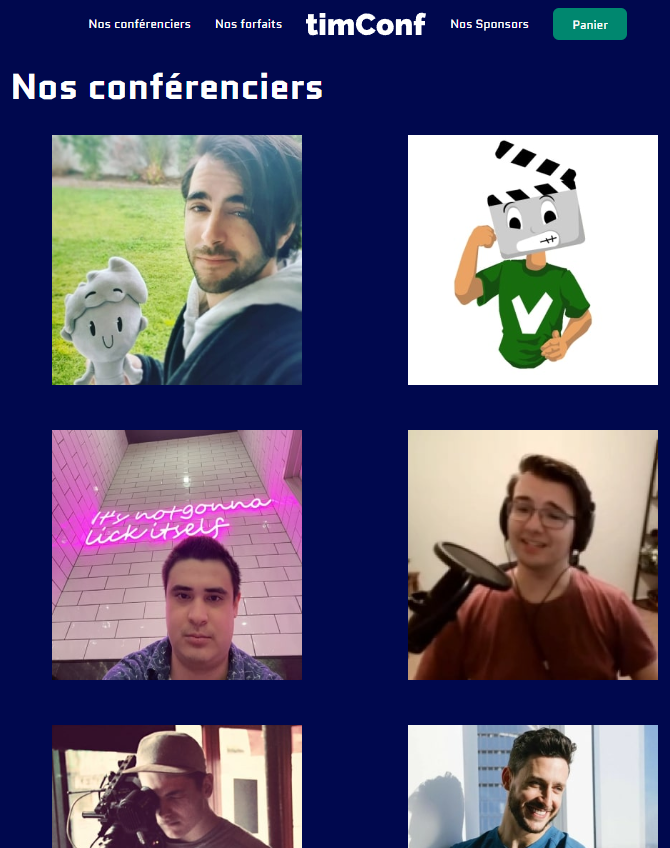 Nos conférenciers
Nos forfaits
timConf
Nos Sponsors
Panier
Nos conférenciers
It's not gonna
lick itself